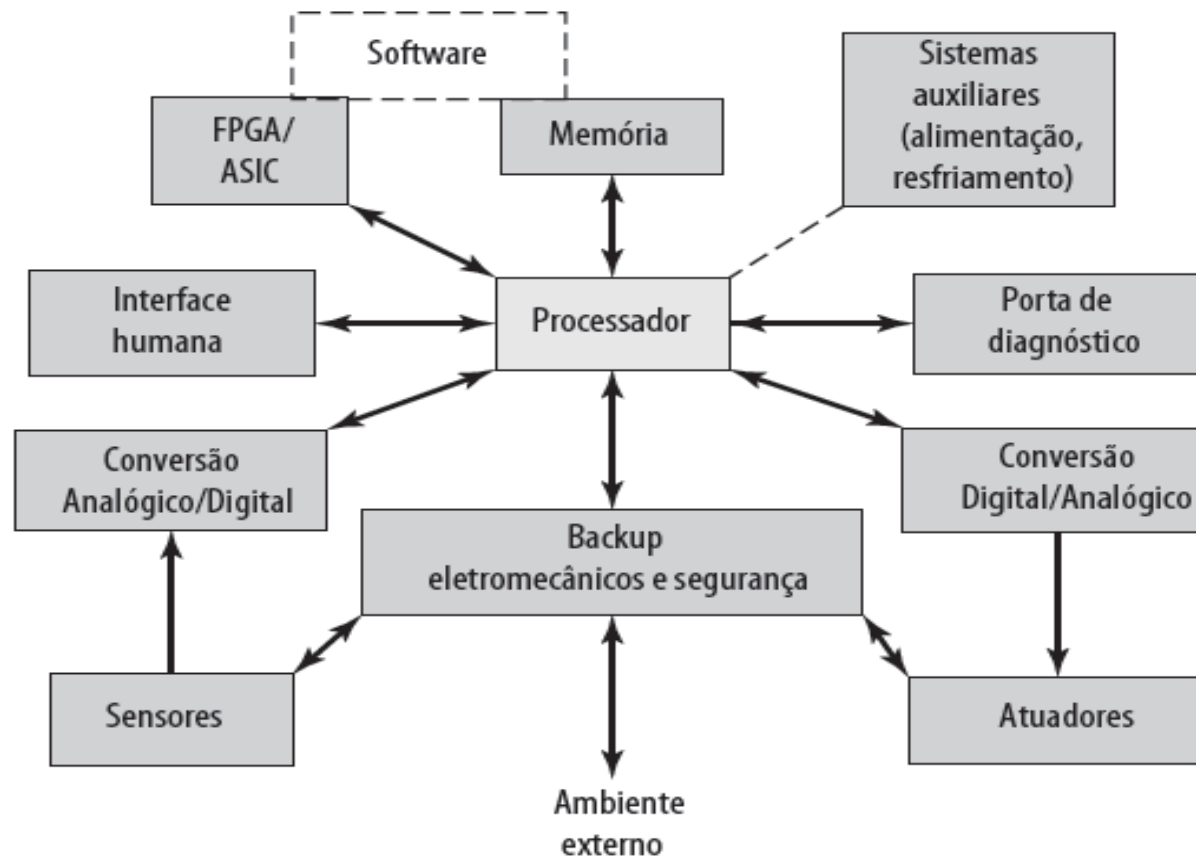 Software
Sistemas
auxiliares
(alimentação,
resfriamento)
FPGA/
ASIC
Memória
Interface
humana
Processador
Porta de
diagnóstico
Conversão
Analógico/Digital
Conversão
Digital/Analógico
Backup
eletromecânicos e segurança
Sensores
Atuadores
Ambiente
externo